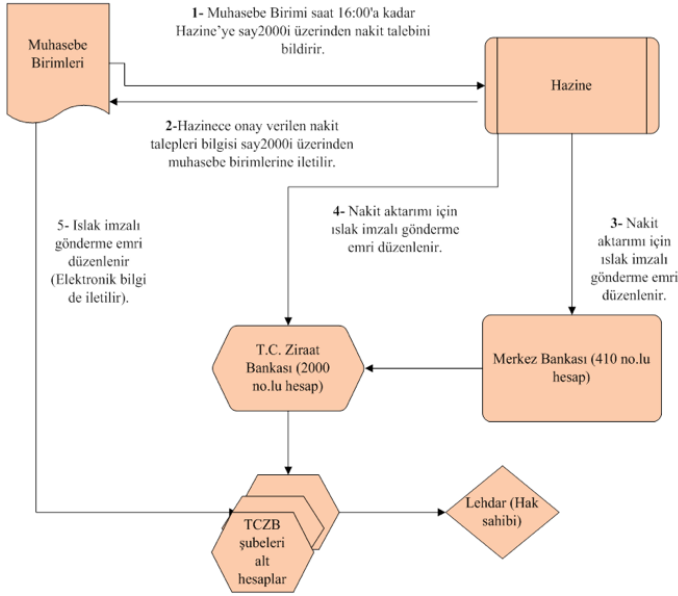 1- Muhasebe Birimi saat 16:00'a kadar
Hazine'ye say2000i üzerinden nakit talebini
bildirir.
Muhasebe
Birimleri
Hazine
2-Hazinece onay verilen nakit
talepleri bilgisi say2000i üzerinden
muhasebe birimlerine iletilir.
4- Nakit aktarımı için
ıslak imzalı gönderme
emri düzenlenir.
3- Nakit
aktarımı için
ıslak imzalı
gönderme emri
düzenlenir.
5- Islak imzalı
gönderme emri
düzenlenir
(Elektronik bilgi
de iletilir).
T.C. Ziraat
Bankası (2000
no.lu hesap)
Merkez Bankası (410 no.lu
hesap)
TCZB
şubeleri
alt
hesaplar
Lehdar (Hak
sahibi)